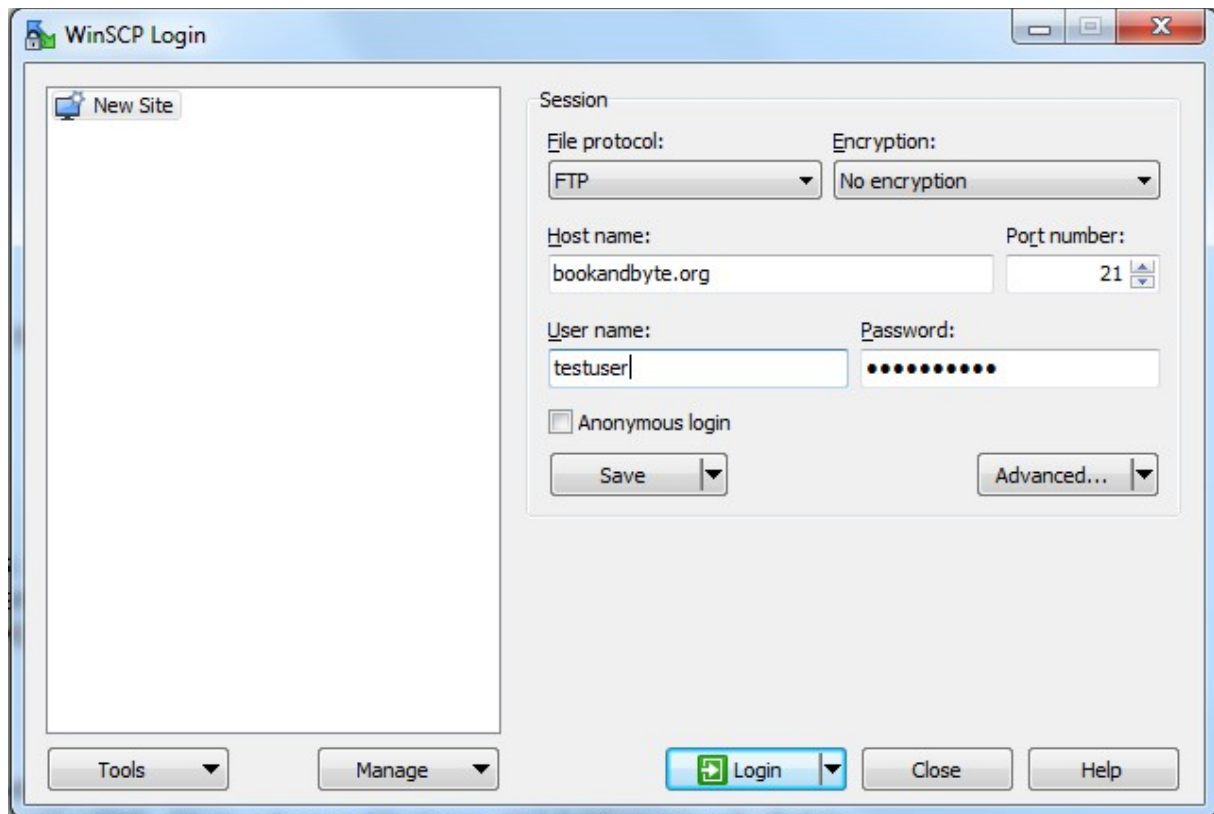 WinSCP Login
New Site
Session
File protocol: Encryption:
FTP No encryption
Host name: Port number:
bookandbyte.org 21
User name: Password:
testuser ●●●●●●●●●●
Anonymous login
Save Advanced...
Tools Manage Login Close Help